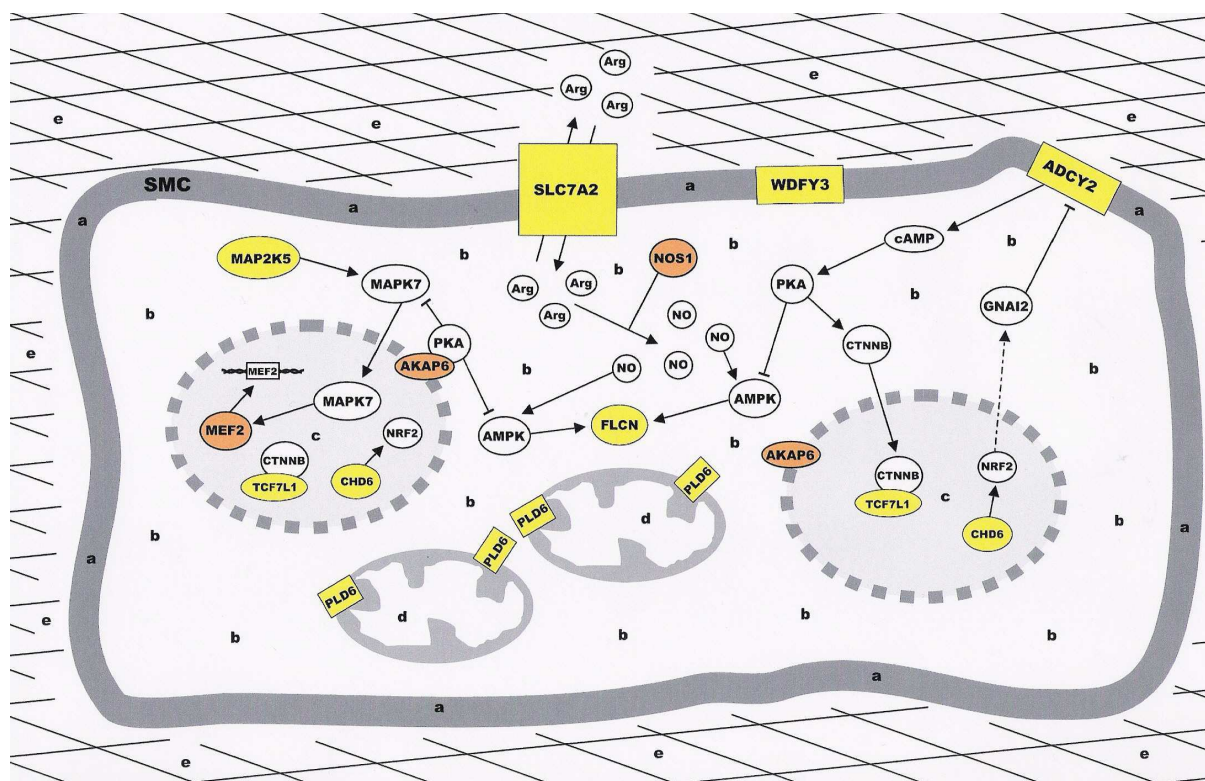 Arg
Arg
Arg
e
e
e
e
SMC
SLC7A2
a
WDFY3
ADCY2
a
a
a
b
b
b
b
MAP2K5
NOS1
cAMP
MAPK7
Arg
Arg
Arg
PKA
b
GNAI2
b
NO
NO
NO
NO
PKA
CTNNB
e
AKAP6
b
b
MEF2
MAPK7
AMPK
MEF2
c
NRF2
AMPK
FLCN
b
AKAP6
CTNNB
TCF7L1
CHD6
CTNNB
TCF7L1
c
NRF2
CHD6
PLD6
PLD6
d
b
b
b
a
a
PLD6
PLD6
d
e
b
b
b
b
a
a
e
e
e